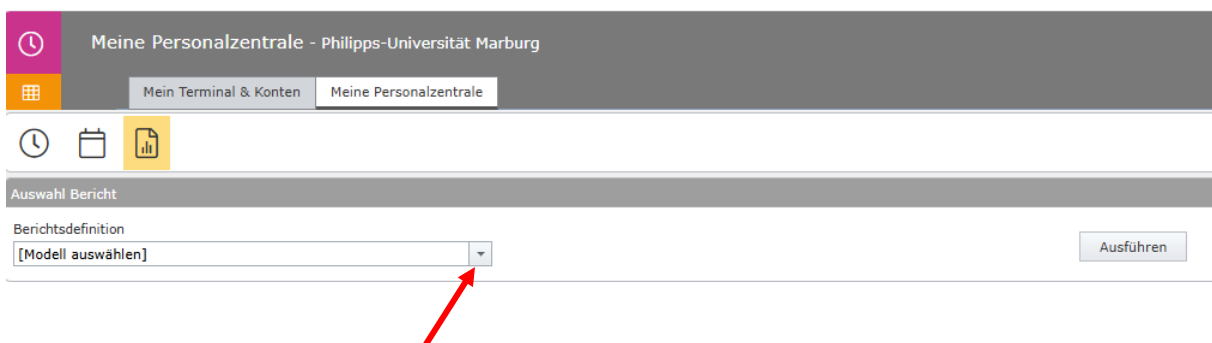 Meine Personalzentrale - Philipps-Universität Marburg
Mein Terminal & Konten Meine Personalzentrale
Auswahl Bericht
Berichtsdefinition
[Modell auswählen]
Ausführen